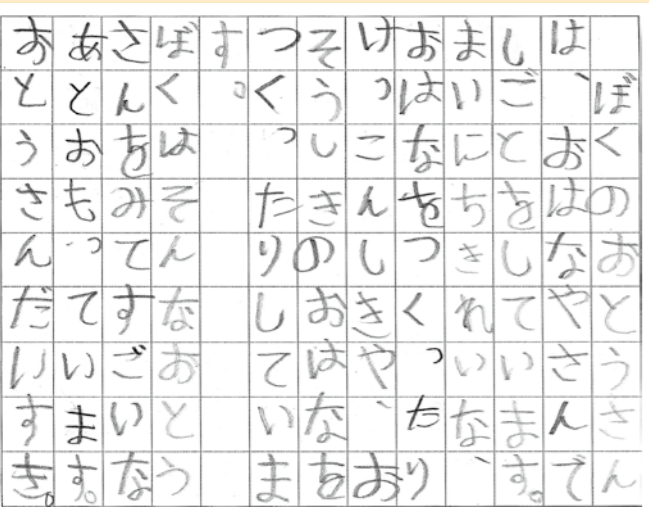 ぼくのおとうさん
は、おはなやさんで
しごとをしています。
まいにちきれいな、
おはなをつくったり
けっこんしきや、お
そうしきのおはなを
つくったりしていま
す。
ぼくはそんなおとう
さんをみてすごいな
あとおもっています。
おとうさんだいすき。